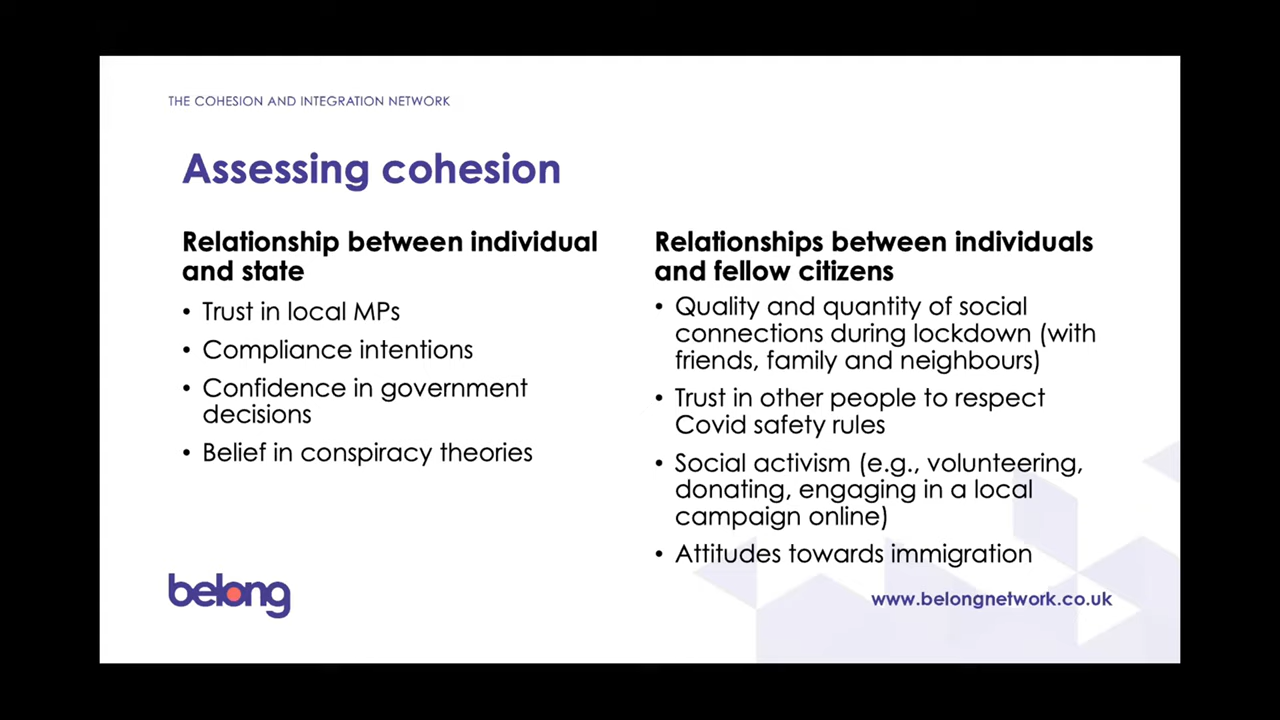 THE COHESION AND INTEGRATION NETWORK
Assessing cohesion
Relationship between individual
and state
• Trust in local MPs
• Compliance intentions
• Confidence in government
decisions
• Belief in conspiracy theories
Relationships between individuals
and fellow citizens
• Quality and quantity of social
connections during lockdown (with
friends, family and neighbours)
• Trust in other people to respect
Covid safety rules
• Social activism (e.g., volunteering,
donating, engaging in a local
campaign online)
• Attitudes towards immigration
belong
www.belongnetwork.co.uk